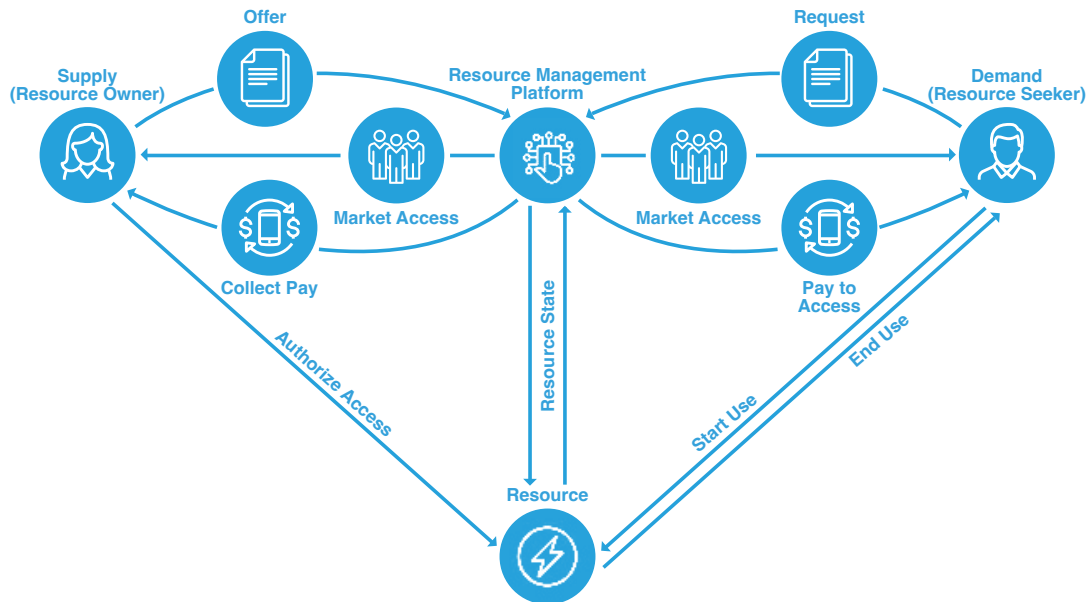 Offer
Request
Supply
(Resource Owner)
Resource Management
Platform
Demand
(Resource Seeker)
Market Access
Market Access
$ $
Collect Pay
$ $
Pay to
Access
Authorize Access
Resource State
Start Use
End Use
Resource